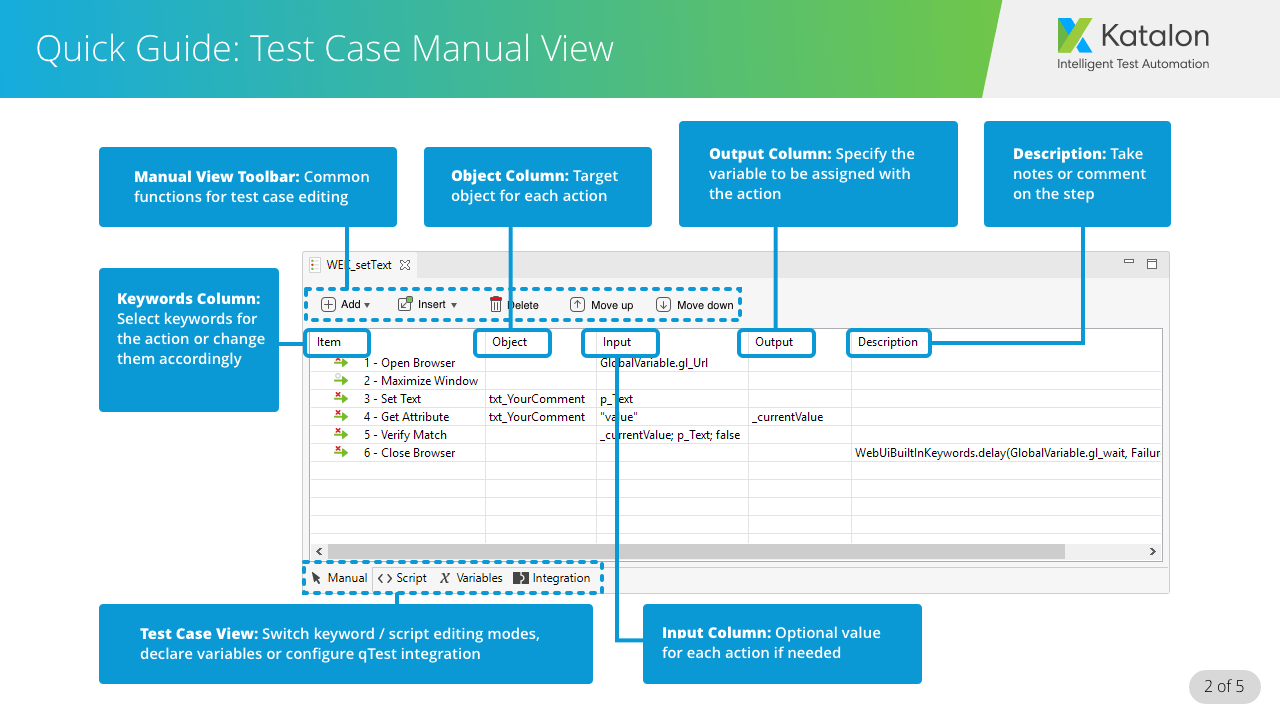 Quick Guide: Test Case Manual View
Katalon
Intelligent Test Automation
Manual View Toolbar: Common
functions for test case editing
Object Column: Target
object for each action
Output Column: Specify the
variable to be assigned with
the action
Description: Take
notes or comment
on the step
Keywords Column:
Select keywords for
the action or change
them accordingly
_setText
Add
Insert
Delete
Move up
Move down
Item Object Input Output Description
1 - Open Browser GlobalVariable.gl_Url
2 - Maximize Window
3 - Set Text txt_YourComment p_Text
4 - Get Attribute txt_YourComment "value" _currentValue
5 - Verify Match _currentValue; p_Text; false
6 - Close Browser WebUiBuiltInKeywords.delay(GlobalVariable.gl_wait, Failur
Manual Script Variables Integration
Test Case View: Switch keyword / script editing modes,
declare variables or configure qTest integration
Input Column: Optional value
for each action if needed
2 of 5